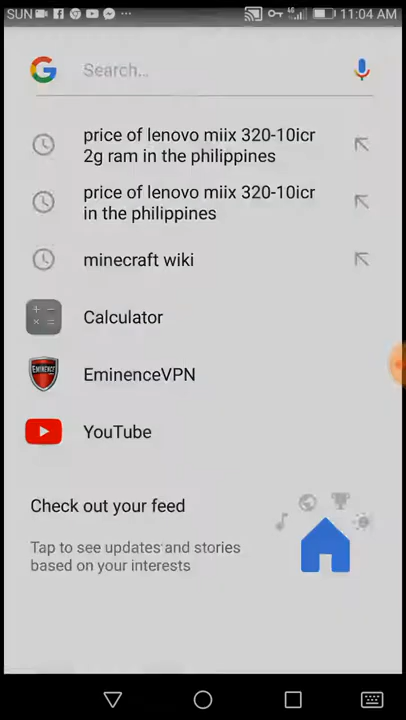 SUN ... 4G 11:04 AM
Search...
price of lenovo miix 320-10icr
2g ram in the philippines
price of lenovo miix 320-10icr
in the philippines
minecraft wiki
Calculator
EMINENCE
EminenceVPN
YouTube
Check out your feed
Tap to see updates and stories
based on your interests